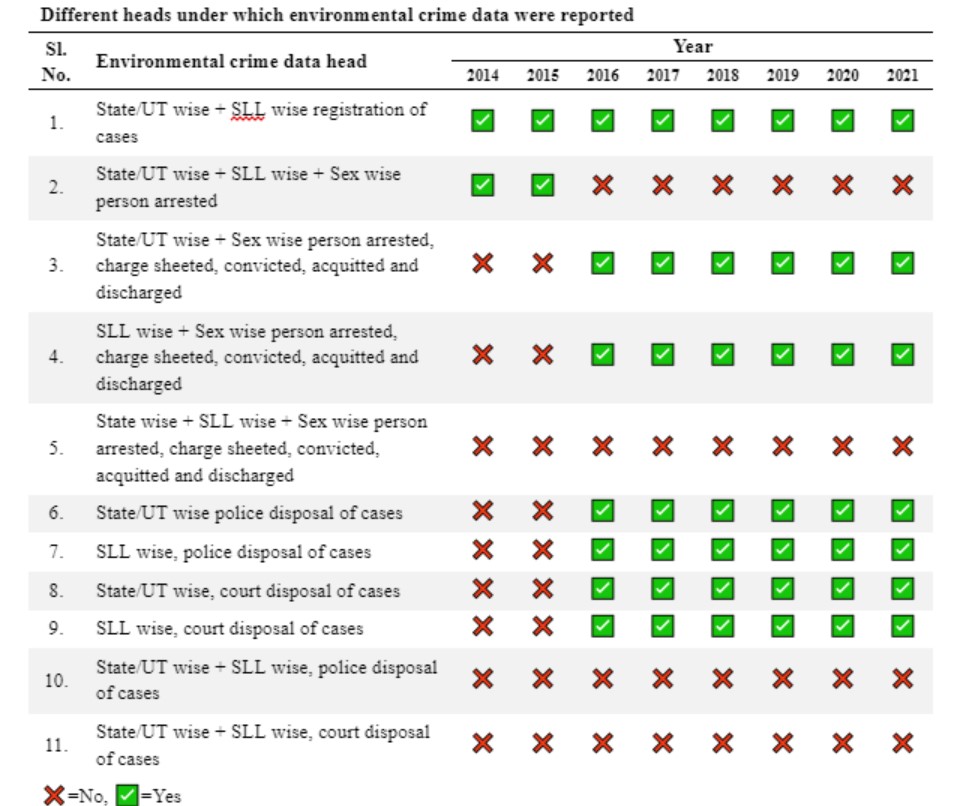 Different heads under which environmental crime data were reported
Sl. No. Environmental crime data head Year
2014 2015 2016 2017 2018 2019 2020 2021
1. State/UT wise + SLL wise registration of
cases ✅ ✅ ✅ ✅ ✅ ✅ ✅ ✅
2. State/UT wise + SLL wise + Sex wise
person arrested ✅ ✅ ❌ ❌ ❌ ❌ ❌ ❌
3. State/UT wise + Sex wise person arrested,
charge sheeted, convicted, acquitted and
discharged ❌ ❌ ✅ ✅ ✅ ✅ ✅ ✅
4. SLL wise + Sex wise person arrested,
charge sheeted, convicted, acquitted and
discharged ❌ ❌ ✅ ✅ ✅ ✅ ✅ ✅
5. State wise + SLL wise + Sex wise person
arrested, charge sheeted, convicted,
acquitted and discharged ❌ ❌ ❌ ❌ ❌ ❌ ❌ ❌
6. State/UT wise police disposal of cases ❌ ❌ ✅ ✅ ✅ ✅ ✅ ✅
7. SLL wise, police disposal of cases ❌ ❌ ✅ ✅ ✅ ✅ ✅ ✅
8. State/UT wise, court disposal of cases ❌ ❌ ✅ ✅ ✅ ✅ ✅ ✅
9. SLL wise, court disposal of cases ❌ ❌ ✅ ✅ ✅ ✅ ✅ ✅
10. State/UT wise + SLL wise, police disposal
of cases ❌ ❌ ❌ ❌ ❌ ❌ ❌ ❌
11. State/UT wise + SLL wise, court disposal
of cases ❌ ❌ ❌ ❌ ❌ ❌ ❌ ❌
❌=No, ✅=Yes